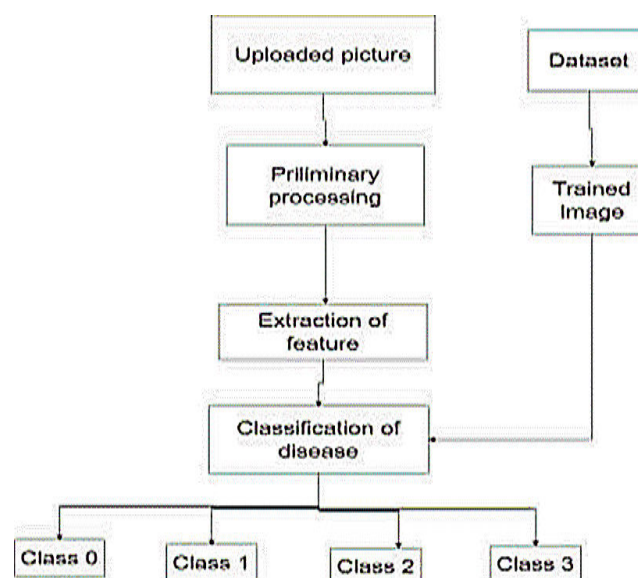 Uploaded picture
Dataset
Priliminary
processing
Trained
Image
Extraction of
feature
Classification of
disease
Class 0
Class 1
Class 2
Class 3